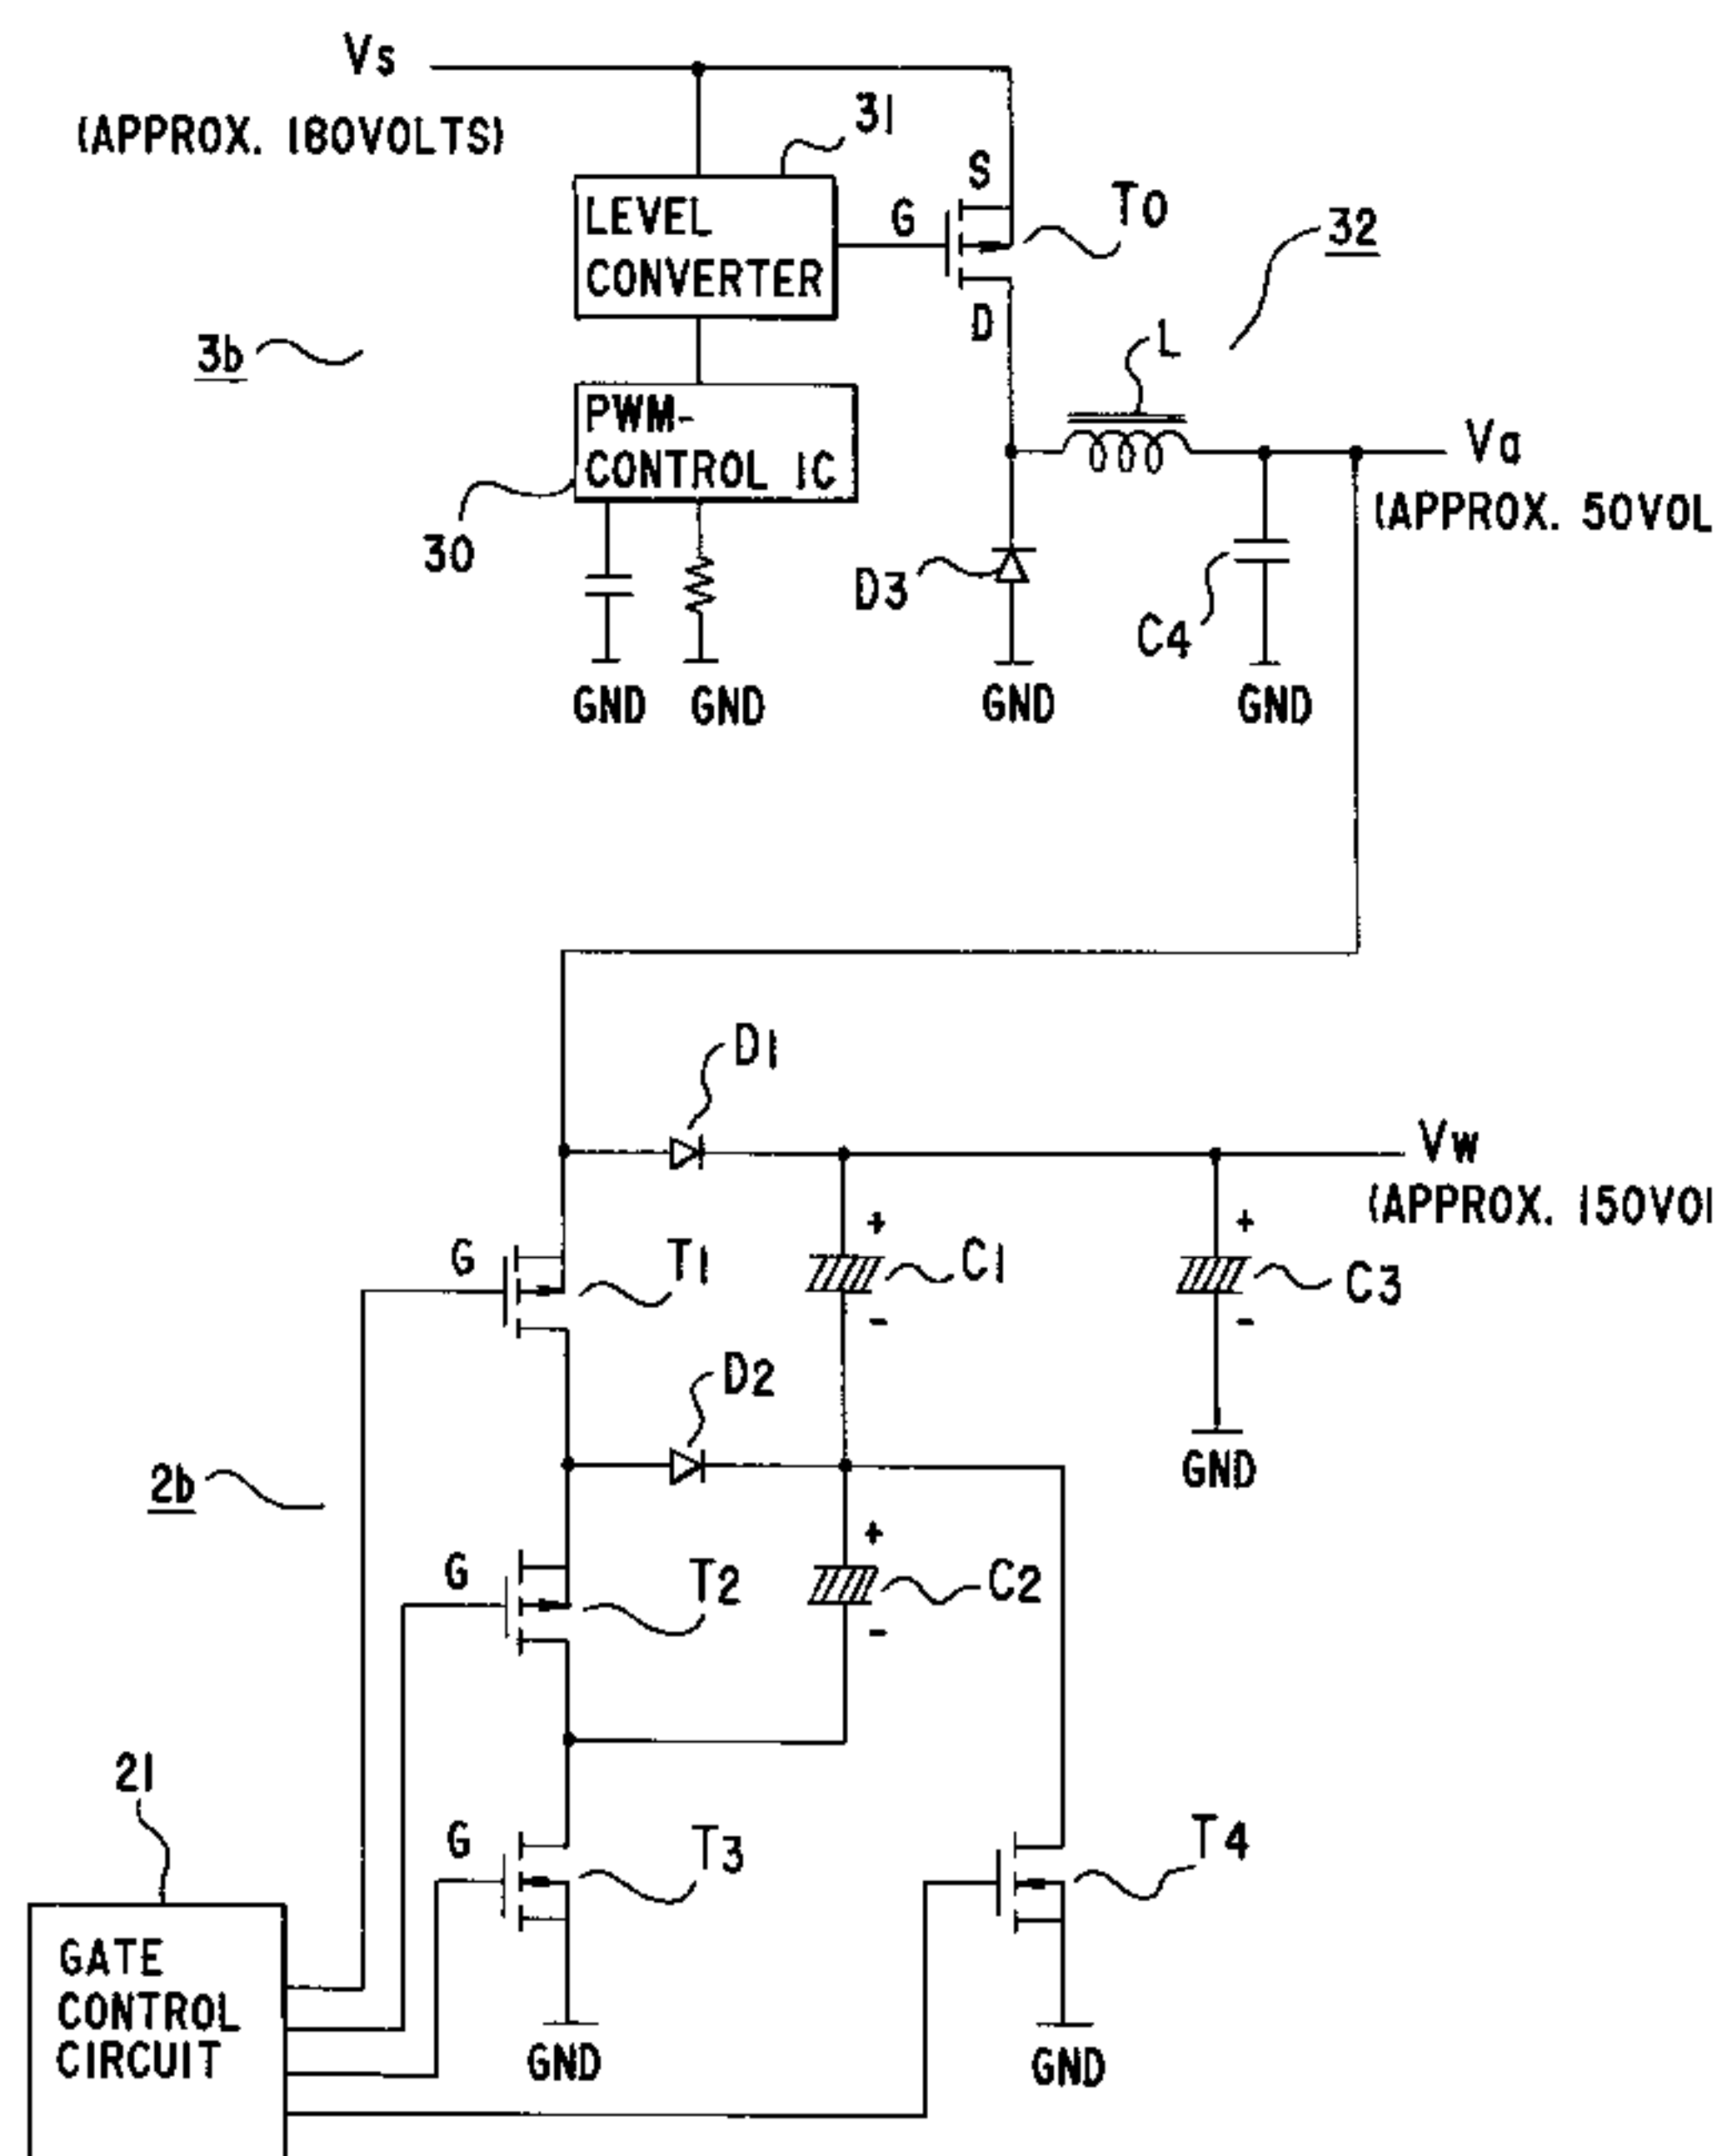 Vs
(APPROX. 180VOLTS)
31
LEVEL
CONVERTER
G
S
D
T0
32
3b
L
PWM-
CONTROL IC
30
Va
(APPROX. 50VOL
D3
C4
GND
GND
GND
GND
D1
Vw
(APPROX. 150VO
G
T1
+
C1
-
+
C3
-
D2
GND
2b
G
T2
+
C2
-
21
G
T3
T4
GATE
CONTROL
CIRCUIT
GND
GND